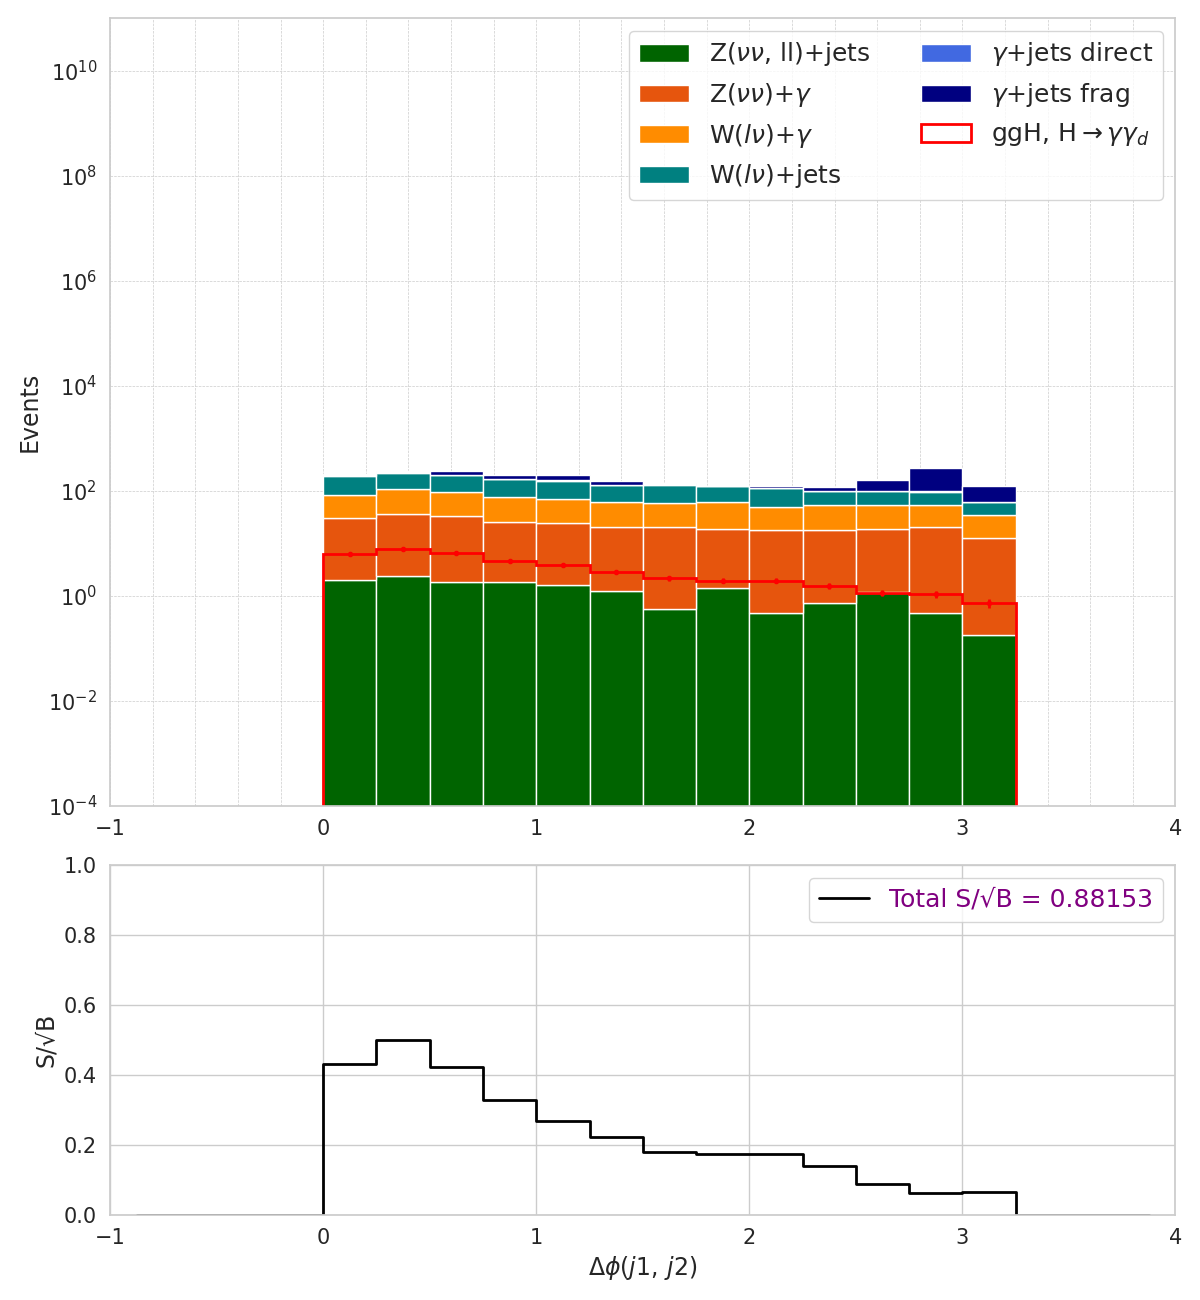 Z(νν, ll)+jets
Z(νν)+γ
W(lν)+γ
W(lν)+jets
γ+jets direct
γ+jets frag
ggH, H→γγ_d
Events
10^10
10^8
10^6
10^4
10^2
10^0
10^−2
10^−4
−1 0 1 2 3 4
Total S/√B = 0.88153
S/√B
1.0
0.8
0.6
0.4
0.2
0.0
−1 0 1 2 3 4
Δϕ(j1, j2)